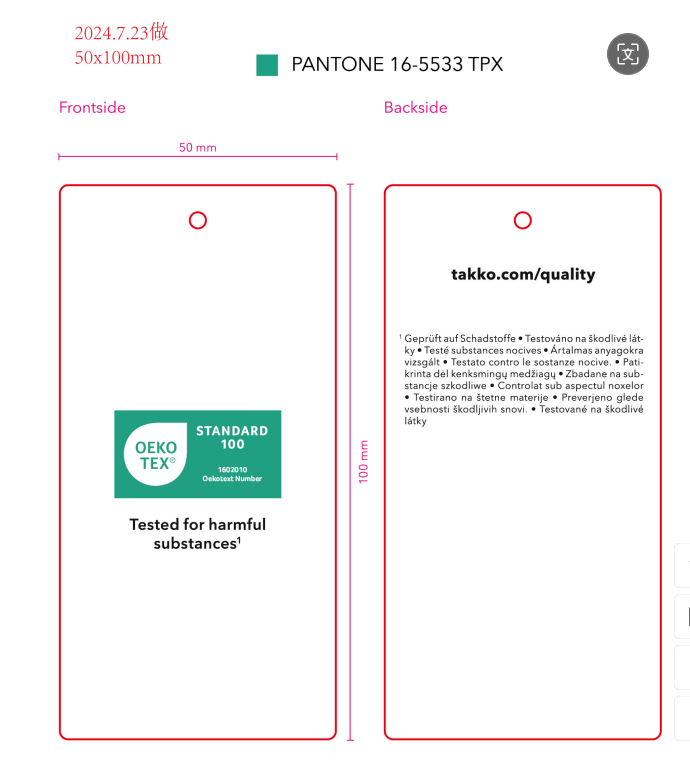 2024.7.23做
50x100mm
PANTONE 16-5533 TPX
Frontside
Backside
50 mm
takko.com/quality
¹ Geprüft auf Schadstoffe • Testováno na škodlivé lát-
ky • Testé substances nocives • Ártalmas anyagokra
vizsgált • Testato contro le sostanze nocive. • Pati-
krinta dėl kenksmingų medžiagų • Zbadane na sub-
stancje szkodliwe • Controlat sub aspectul noxelor
• Testirano na štetne materije • Preverjeno glede
vsebnosti škodljivih snovi. • Testované na škodlivé
látky
OEKO
TEX®
STANDARD
100
1602010
Oekotext Number
Tested for harmful
substances¹
100 mm
文